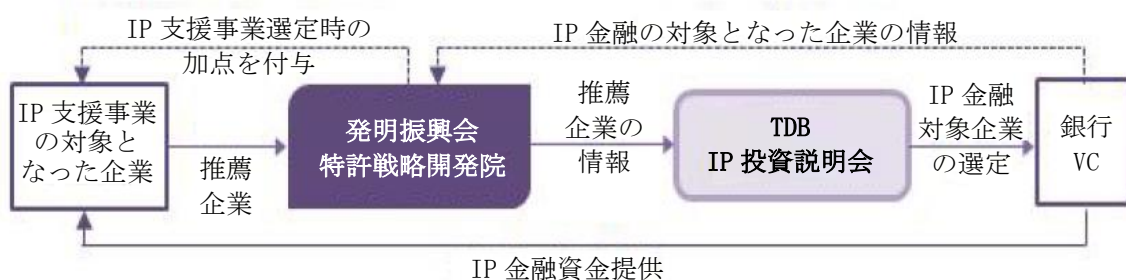 IP 支援事業選定時の
加点を付与
IP 金融の対象となった企業の情報
IP 支援事業
の対象と
なった企業
推薦
企業
発明振興会
特許戦略開発院
推薦
企業の
情報
TDB
IP 投資説明会
IP 金融
対象企業
の選定
銀行
VC
IP 金融資金提供